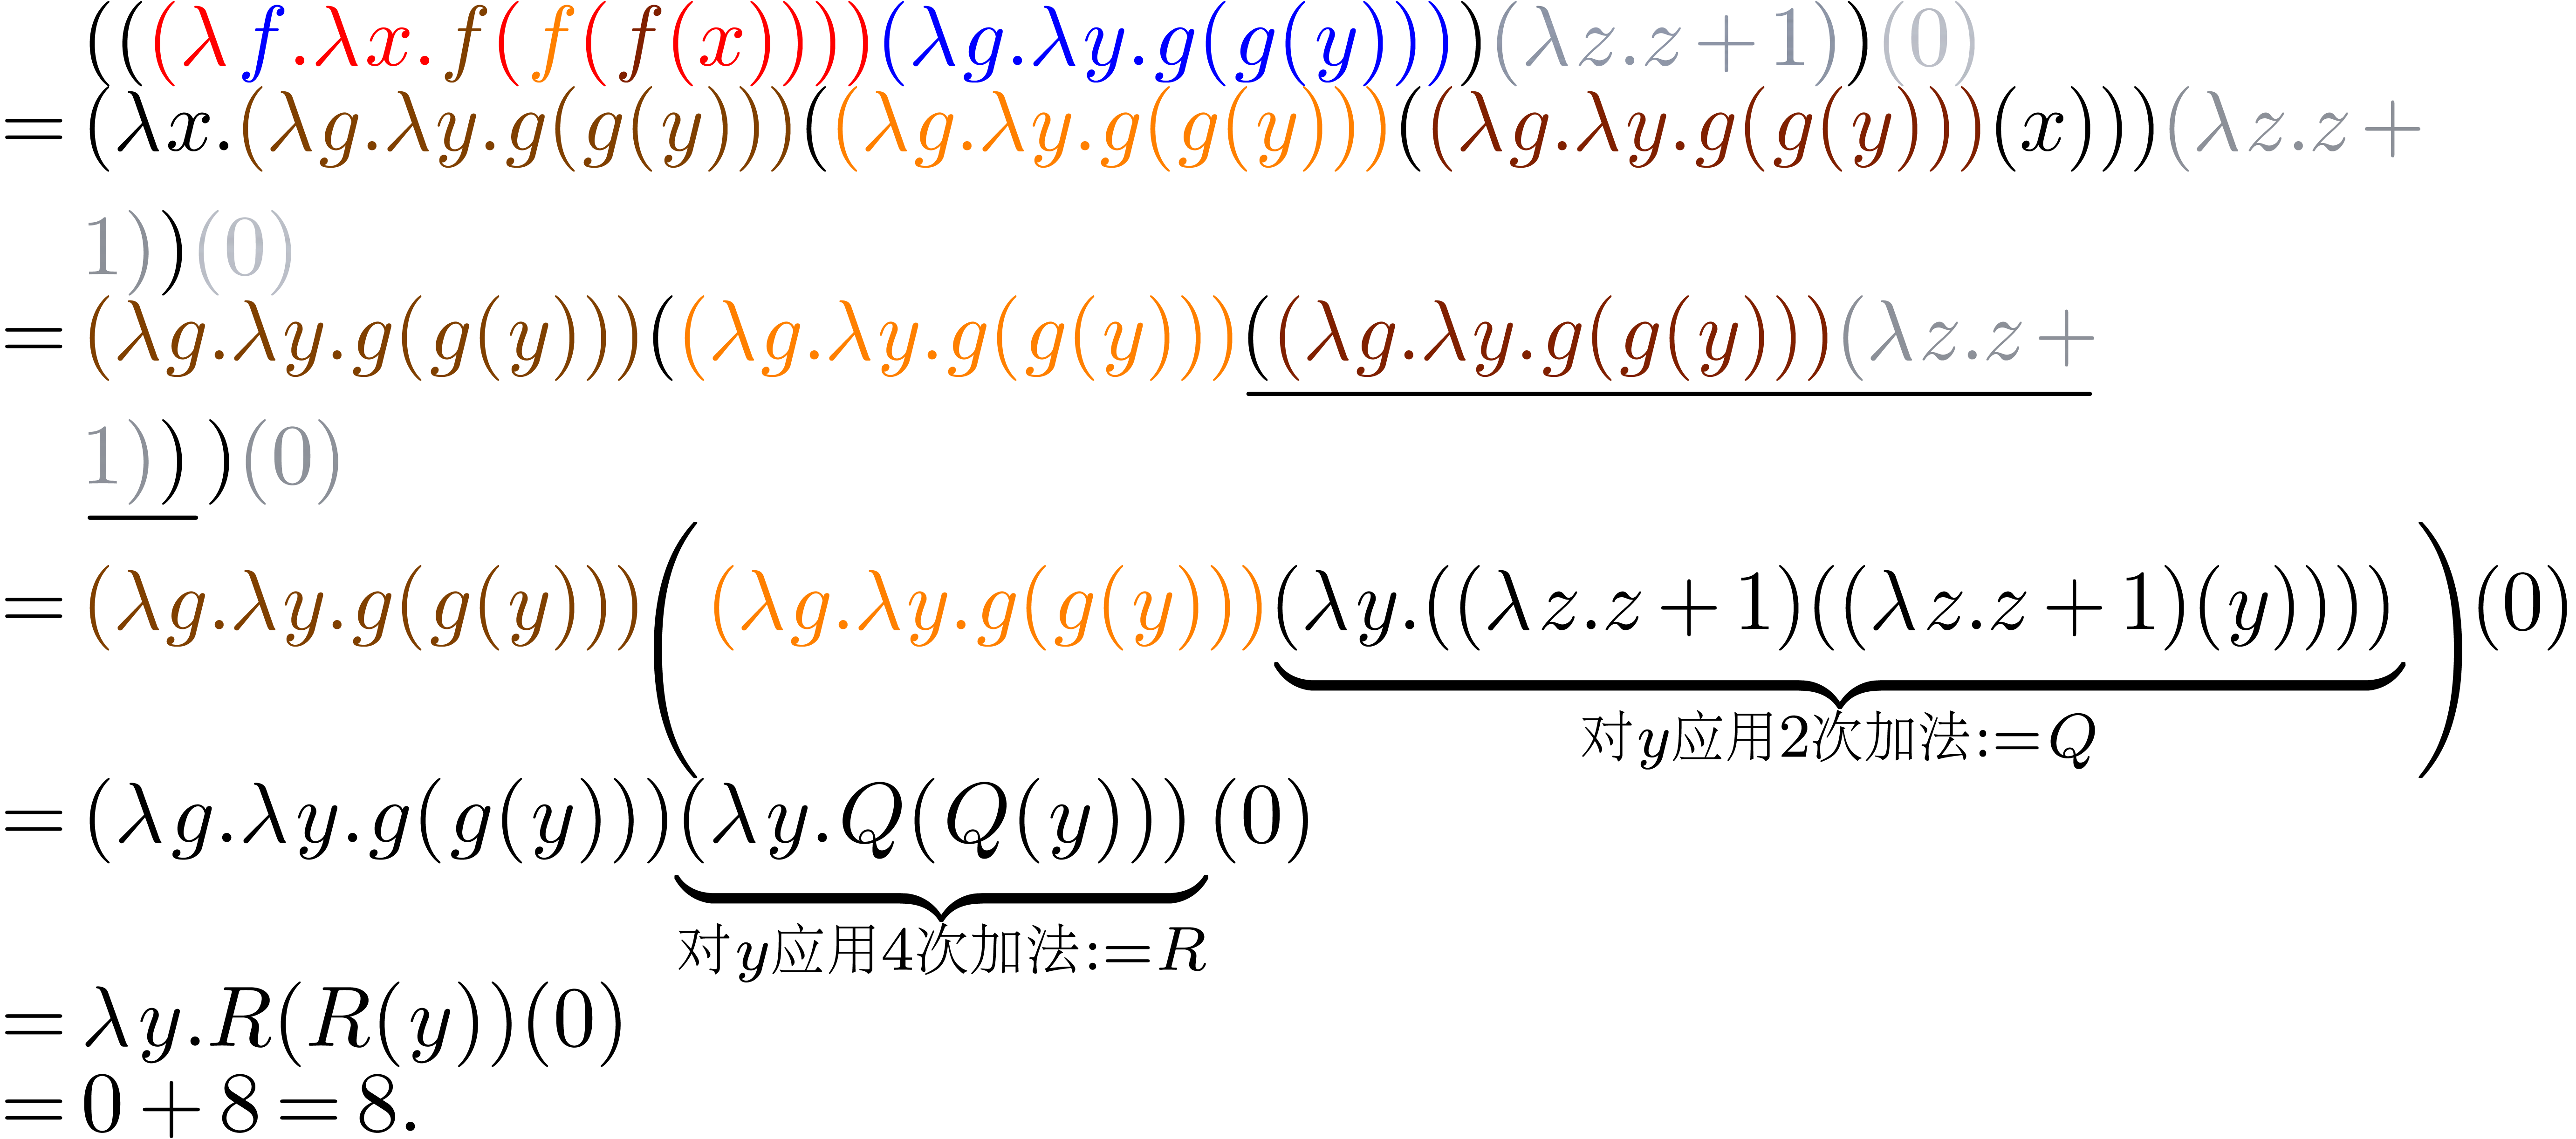 (((λf.λx.f(f(f(x))))(λg.λy.g(g(y))))(λz.z+1))(0)
=(λx.(λg.λy.g(g(y)))((λg.λy.g(g(y)))((λg.λy.g(g(y)))(x)))(λz.z+
1))(0)
=(λg.λy.g(g(y)))((λg.λy.g(g(y)))((λg.λy.g(g(y)))(λz.z+
1)))(0)
=(λg.λy.g(g(y)))((λg.λy.g(g(y)))(λy.((λz.z+1)((λz.z+1)(y)))))(0)
对y应用2次加法:=Q
=(λg.λy.g(g(y)))(λy.Q(Q(y)))(0)
对y应用4次加法:=R
=λy.R(R(y))(0)
=0+8=8.